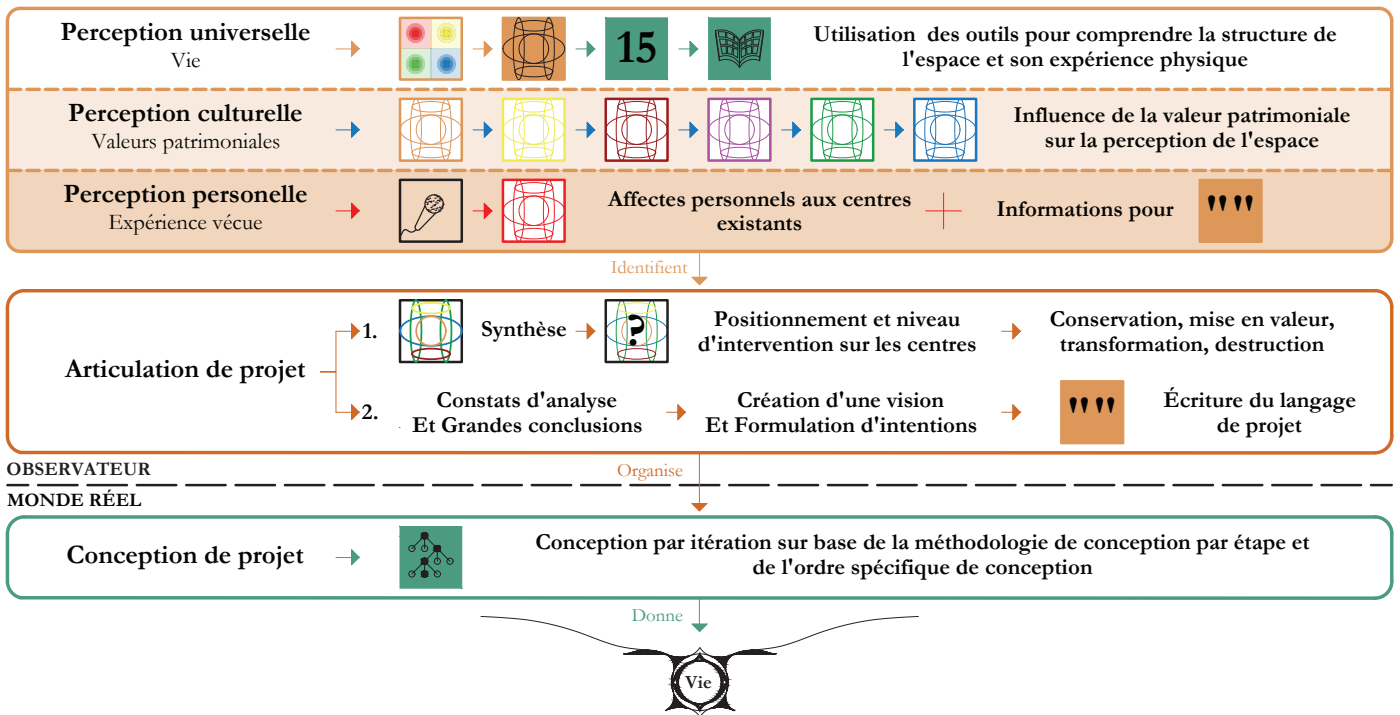 Perception universelle
Vie
15
Utilisation des outils pour comprendre la structure de
l'espace et son expérience physique
Perception culturelle
Valeurs patrimoniales
Influence de la valeur patrimoniale
sur la perception de l'espace
Perception personelle
Expérience vécue
Affectes personnels aux centres
existants
Informations pour
Identifient
Articulation de projet
1.
Synthèse
?
Positionnement et niveau
d'intervention sur les centres
Conservation, mise en valeur,
transformation, destruction
2.
Constats d'analyse
Et Grandes conclusions
Création d'une vision
Et Formulation d'intentions
Écriture du langage
de projet
OBSERVATEUR
Organise
MONDE RÉEL
Conception de projet
Conception par itération sur base de la méthodologie de conception par étape et
de l'ordre spécifique de conception
Donne
Vie